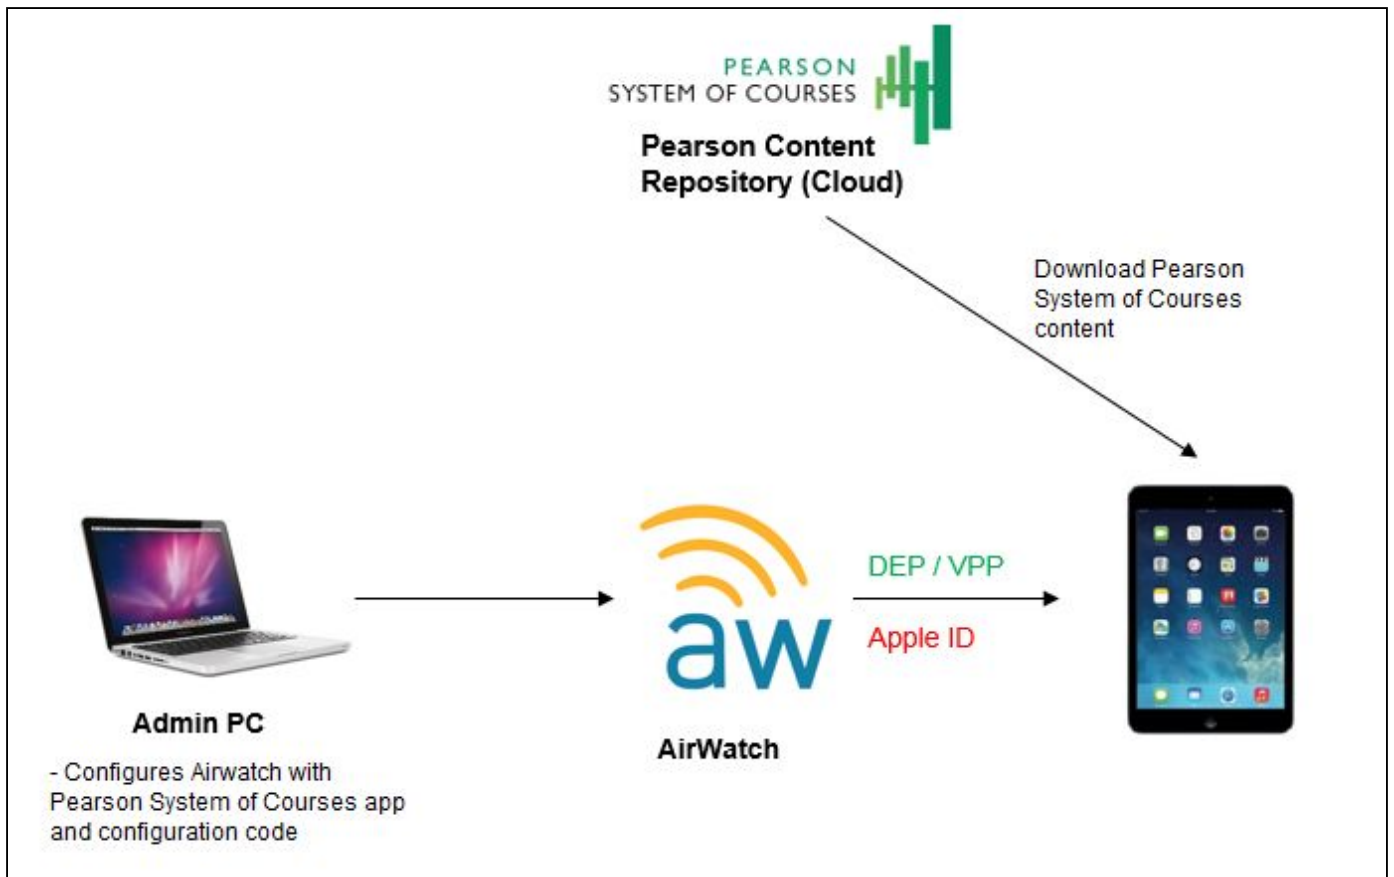 PEARSON
SYSTEM OF COURSES
Pearson Content
Repository (Cloud)
Download Pearson
System of Courses
content
DEP / VPP
Apple ID
aw
Admin PC
- Configures Airwatch with
Pearson System of Courses app
and configuration code
AirWatch